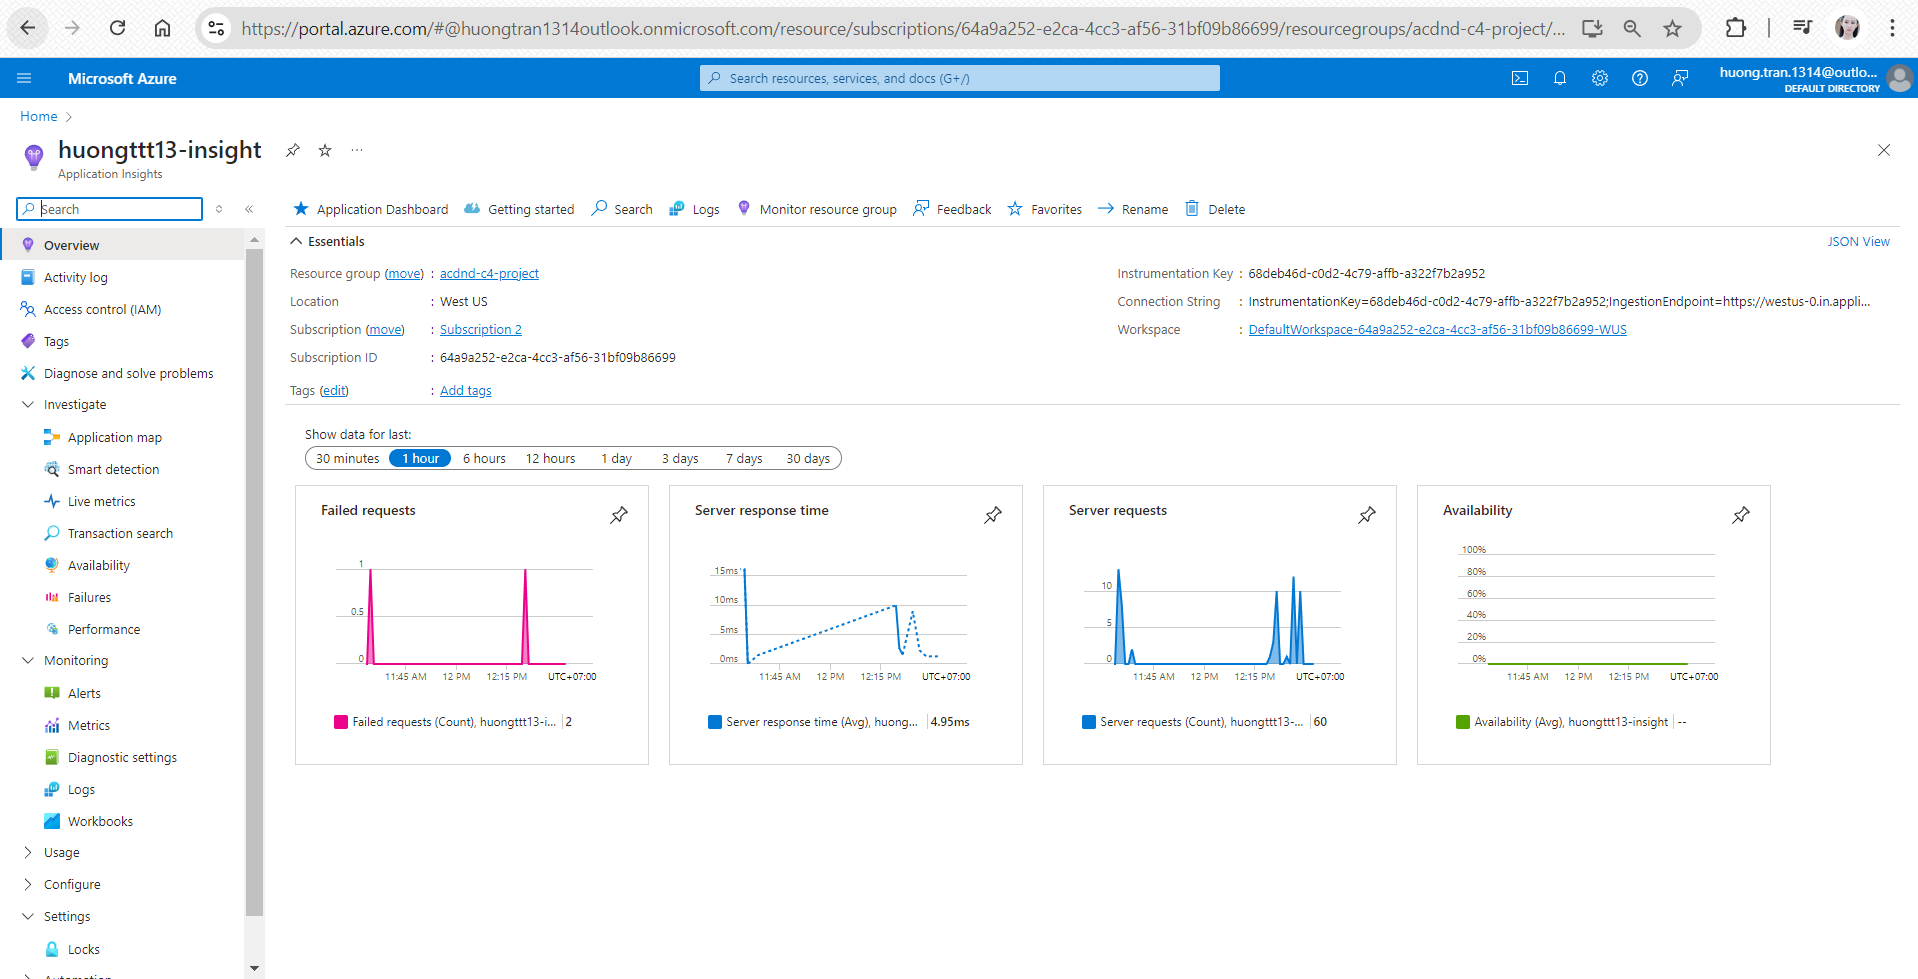 https://portal.azure.com/#@huongtran1314outlook.onmicrosoft.com/resource/subscriptions/64a9a252-e2ca-4cc3-af56-31bf09b86699/resourcegroups/acdnd-c4-project/...
Microsoft Azure
Search resources, services, and docs (G+/)
huong.tran.1314@outlo...
DEFAULT DIRECTORY
Home
huongttt13-insight
Application Insights
Search
Overview
Activity log
Access control (IAM)
Tags
Diagnose and solve problems
Investigate
Application map
Smart detection
Live metrics
Transaction search
Availability
Failures
Performance
Monitoring
Alerts
Metrics
Diagnostic settings
Logs
Workbooks
Usage
Configure
Settings
Locks
Automation
Application Dashboard Getting started Search Logs Monitor resource group Feedback Favorites Rename Delete
Essentials
JSON View
Resource group (move) : acdnd-c4-project
Location : West US
Subscription (move) : Subscription 2
Subscription ID : 64a9a252-e2ca-4cc3-af56-31bf09b86699
Tags (edit) : Add tags
Instrumentation Key : 68deb46d-c0d2-4c79-affb-a322f7b2a952
Connection String : InstrumentationKey=68deb46d-c0d2-4c79-affb-a322f7b2a952;IngestionEndpoint=https://westus-0.in.appli...
Workspace : DefaultWorkspace-64a9a252-e2ca-4cc3-af56-31bf09b86699-WUS
Show data for last:
30 minutes 1 hour 6 hours 12 hours 1 day 3 days 7 days 30 days
Failed requests
1
0.5
0
11:45 AM 12 PM 12:15 PM UTC+07:00
Failed requests (Count), huongttt13-i... 2
Server response time
15ms
10ms
5ms
0ms
11:45 AM 12 PM 12:15 PM UTC+07:00
Server response time (Avg), huong... 4.95ms
Server requests
10
5
0
11:45 AM 12 PM 12:15 PM UTC+07:00
Server requests (Count), huongttt13-... 60
Availability
100%
80%
60%
40%
20%
0%
11:45 AM 12 PM 12:15 PM UTC+07:00
Availability (Avg), huongttt13-insight --